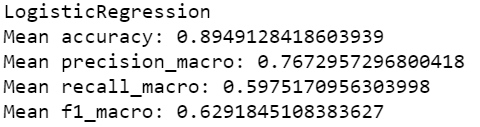 LogisticRegression
Mean accuracy: 0.8949128418603939
Mean precision_macro: 0.7672957296800418
Mean recall_macro: 0.5975170956303998
Mean f1_macro: 0.6291845108383627